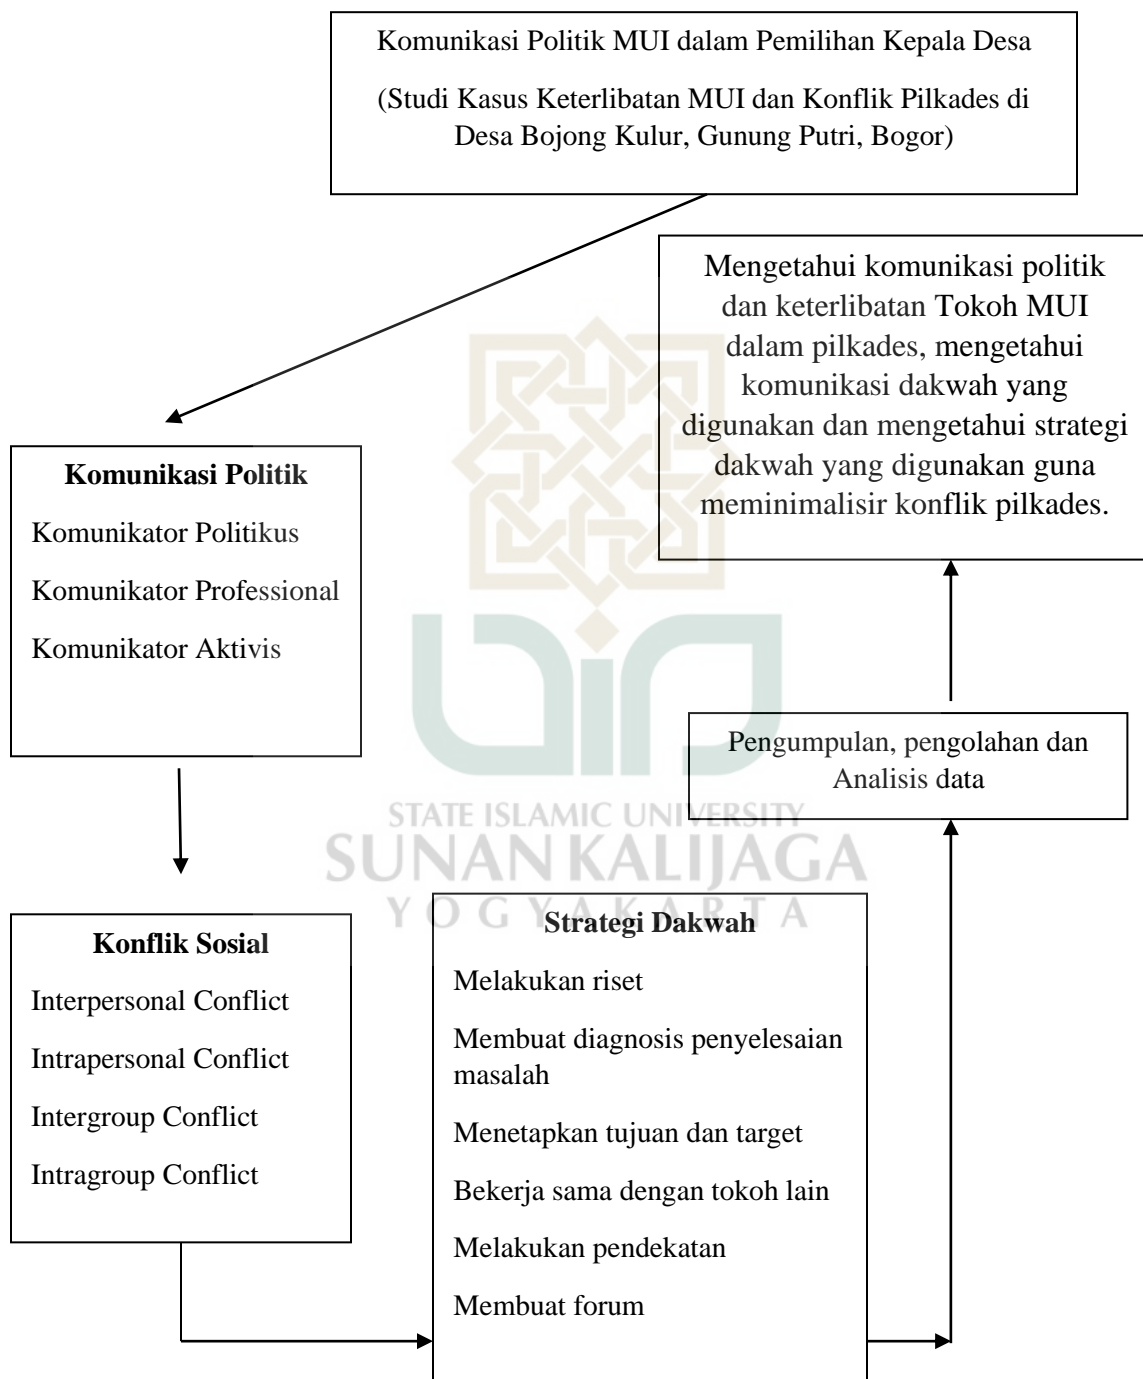 Komunikasi Politik MUI dalam Pemilihan Kepala Desa
(Studi Kasus Keterlibatan MUI dan Konflik Pilkades di
Desa Bojong Kulur, Gunung Putri, Bogor)
Komunikasi Politik
Komunikator Politikus
Komunikator Professional
Komunikator Aktivis
Konflik Sosial
Interpersonal Conflict
Intrapersonal Conflict
Intergroup Conflict
Intragroup Conflict
Strategi Dakwah
Melakukan riset
Membuat diagnosis penyelesaian
masalah
Menetapkan tujuan dan target
Bekerja sama dengan tokoh lain
Melakukan pendekatan
Membuat forum
Pengumpulan, pengolahan dan
Analisis data
Mengetahui komunikasi politik
dan keterlibatan Tokoh MUI
dalam pilkades, mengetahui
komunikasi dakwah yang
digunakan dan mengetahui strategi
dakwah yang digunakan guna
meminimalisir konflik pilkades.
STATE ISLAMIC UNIVERSITY
SUNAN KALIJAGA
YOGYAKARTA